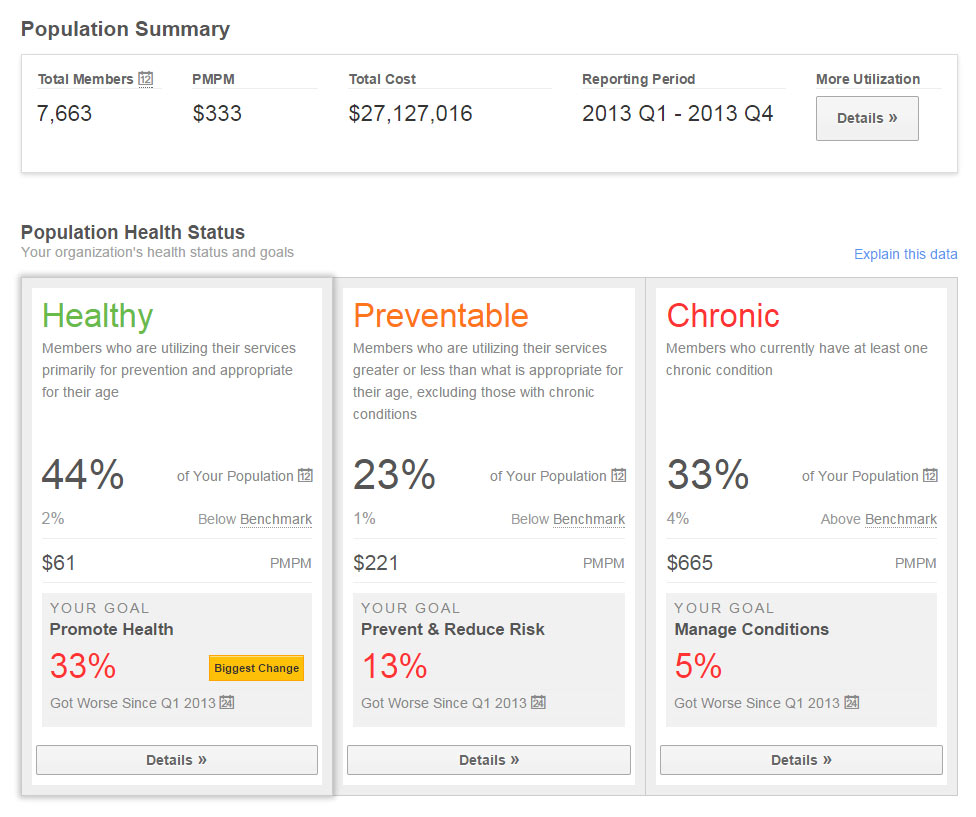 Population Summary
Total Members 12 PMPM Total Cost Reporting Period More Utilization
7,663 $333 $27,127,016 2013 Q1 - 2013 Q4 Details »
Population Health Status
Your organization's health status and goals
Explain this data
Healthy
Members who are utilizing their services
primarily for prevention and appropriate
for their age
44% of Your Population 12
2% Below Benchmark
$61 PMPM
YOUR GOAL
Promote Health
33% Biggest Change
Got Worse Since Q1 2013 24
Details »
Preventable
Members who are utilizing their services
greater or less than what is appropriate for
their age, excluding those with chronic
conditions
23% of Your Population 12
1% Below Benchmark
$221 PMPM
YOUR GOAL
Prevent & Reduce Risk
13%
Got Worse Since Q1 2013 24
Details »
Chronic
Members who currently have at least one
chronic condition
33% of Your Population 12
4% Above Benchmark
$665 PMPM
YOUR GOAL
Manage Conditions
5%
Got Worse Since Q1 2013 24
Details »